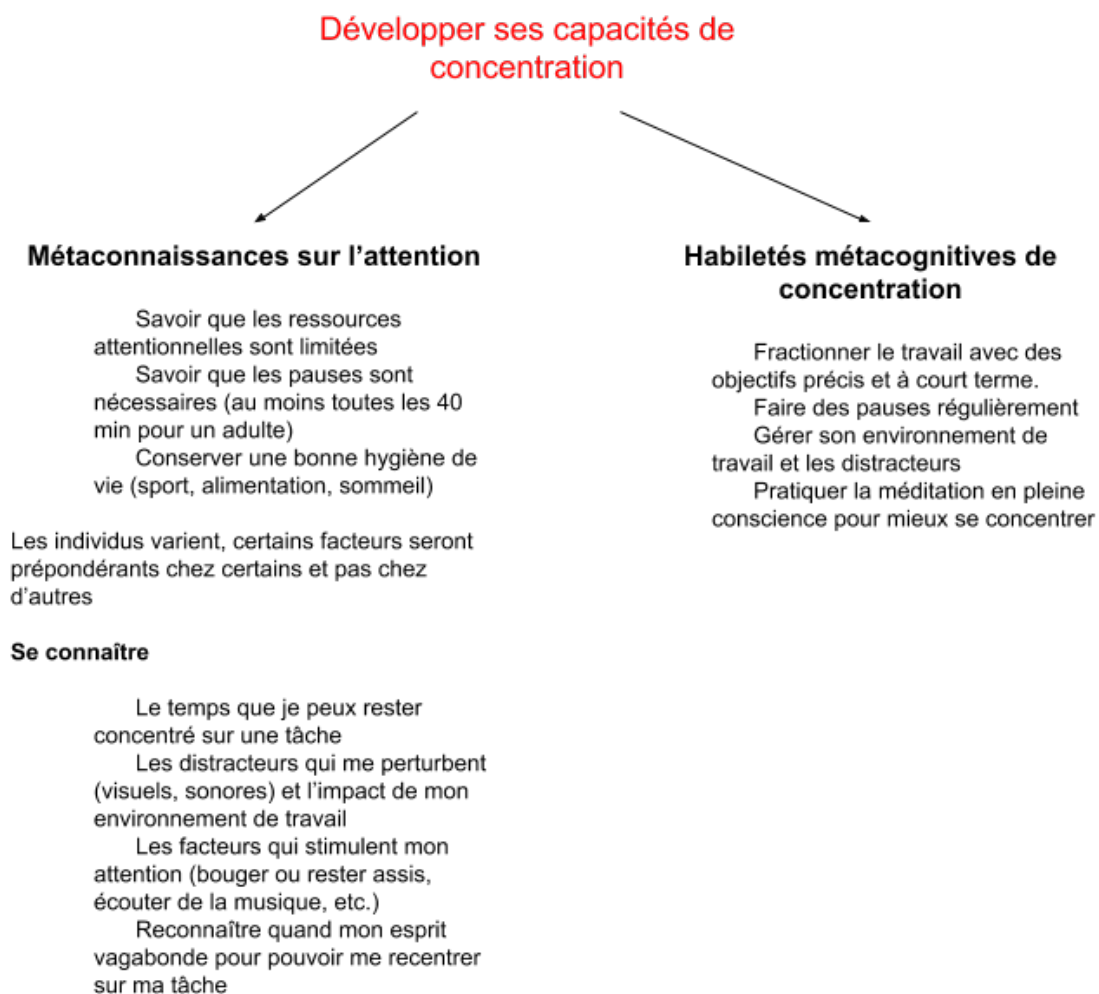 Développer ses capacités de
concentration
Métaconnaissances sur l'attention
Savoir que les ressources
attentionnelles sont limitées
Savoir que les pauses sont
nécessaires (au moins toutes les 40
min pour un adulte)
Conserver une bonne hygiène de
vie (sport, alimentation, sommeil)
Les individus varient, certains facteurs seront
prépondérants chez certains et pas chez
d'autres
Se connaître
Le temps que je peux rester
concentré sur une tâche
Les distracteurs qui me perturbent
(visuels, sonores) et l'impact de mon
environnement de travail
Les facteurs qui stimulent mon
attention (bouger ou rester assis,
écouter de la musique, etc.)
Reconnaître quand mon esprit
vagabonde pour pouvoir me recentrer
sur ma tâche
Habiletés métacognitives de
concentration
Fractionner le travail avec des
objectifs précis et à court terme.
Faire des pauses régulièrement
Gérer son environnement de
travail et les distracteurs
Pratiquer la méditation en pleine
conscience pour mieux se concentrer